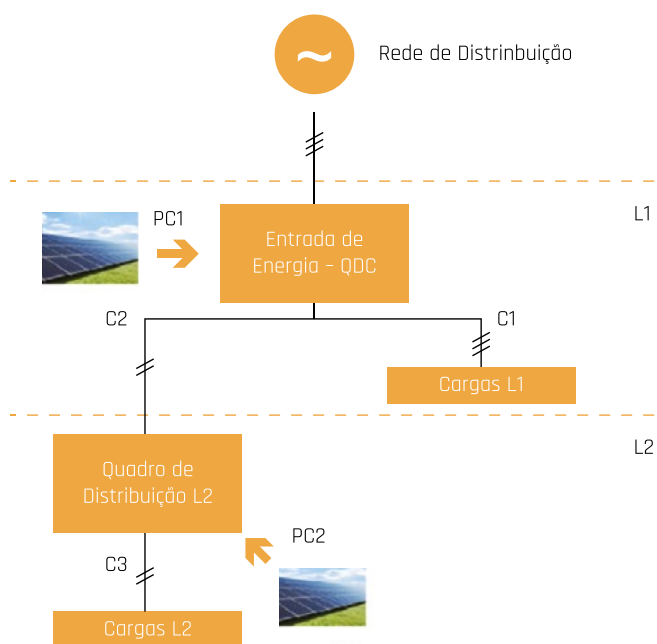 ~
Rede de Distrinbuição
L1
PC1
Entrada de
Energia – QDC
C2
C1
Cargas L1
L2
Quadro de
Distribuição L2
PC2
C3
Cargas L2